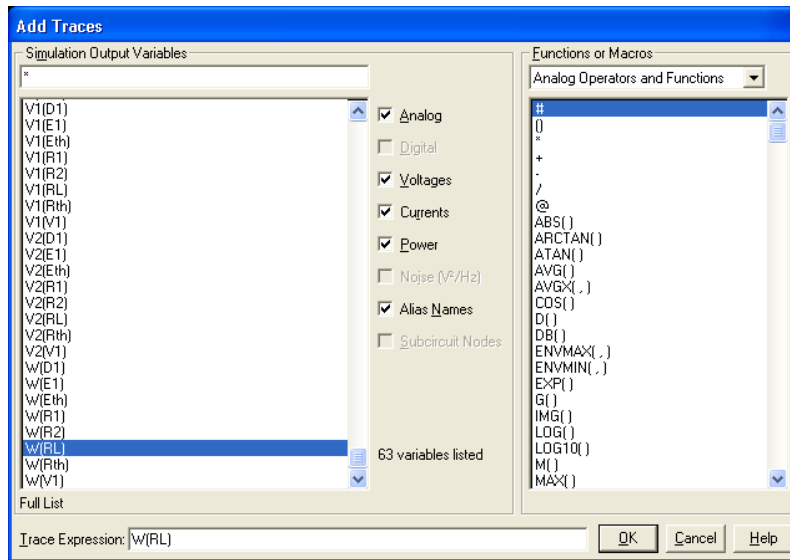 Add Traces
Simulation Output Variables
*
V1(D1)
V1(E1)
V1(Eth)
V1(R1)
V1(R2)
V1(RL)
V1(Rth)
V1(V1)
V2(D1)
V2(E1)
V2(Eth)
V2(R1)
V2(R2)
V2(RL)
V2(Rth)
V2(V1)
W(D1)
W(E1)
W(Eth)
W(R1)
W(R2)
W(RL)
W(Rth)
W(V1)
Full List
Analog
Digital
Voltages
Currents
Power
Noise (V²/Hz)
Alias Names
Subcircuit Nodes
63 variables listed
Functions or Macros
Analog Operators and Functions
#
()
*
+
-
/
@
ABS( )
ARCTAN( )
ATAN( )
AVG( )
AVGX( , )
COS( )
D( )
DB( )
ENVMAX( , )
ENVMIN( , )
EXP( )
G( )
IMG( )
LOG( )
LOG10( )
M( )
MAX( )
Trace Expression: W(RL)
OK
Cancel
Help